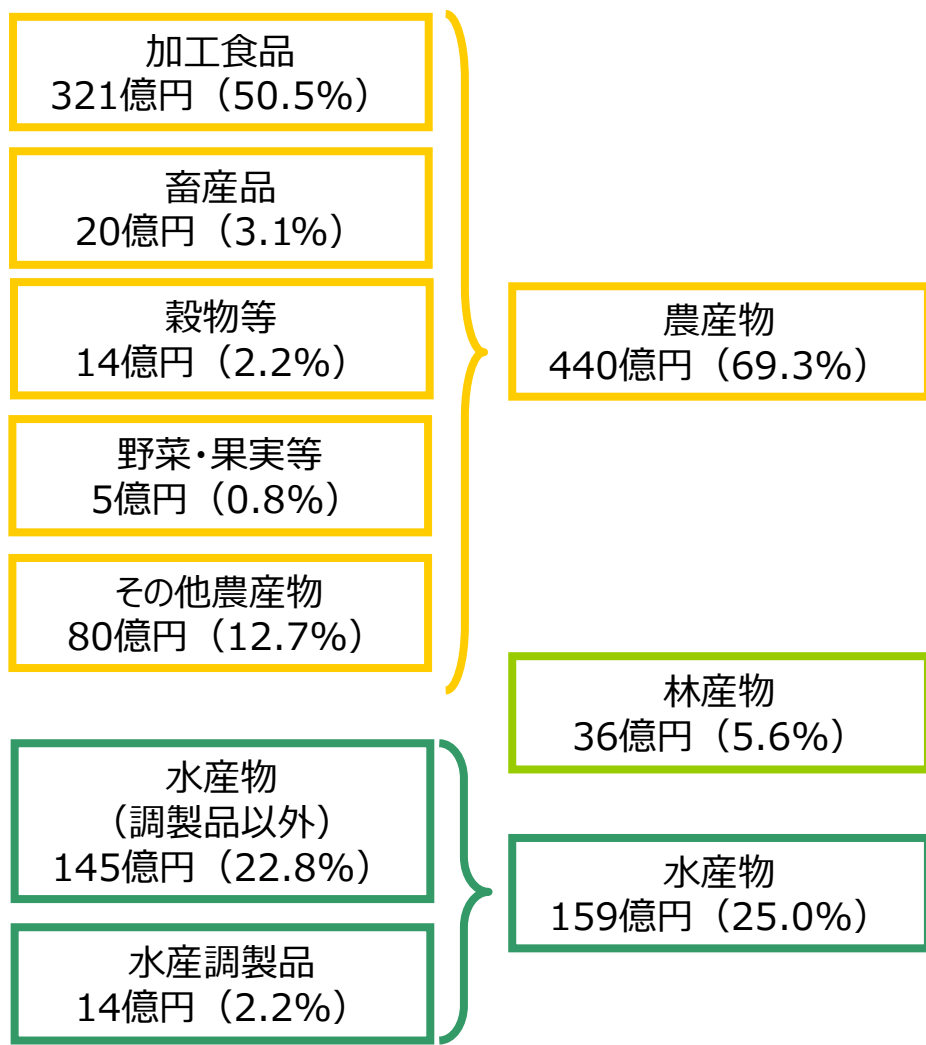 加工食品
321億円（50.5%）
畜産品
20億円（3.1%）
穀物等
14億円（2.2%）
野菜・果実等
5億円（0.8%）
その他農産物
80億円（12.7%）
農産物
440億円（69.3%）
林産物
36億円（5.6%）
水産物
（調製品以外）
145億円（22.8%）
水産調製品
14億円（2.2%）
水産物
159億円（25.0%）